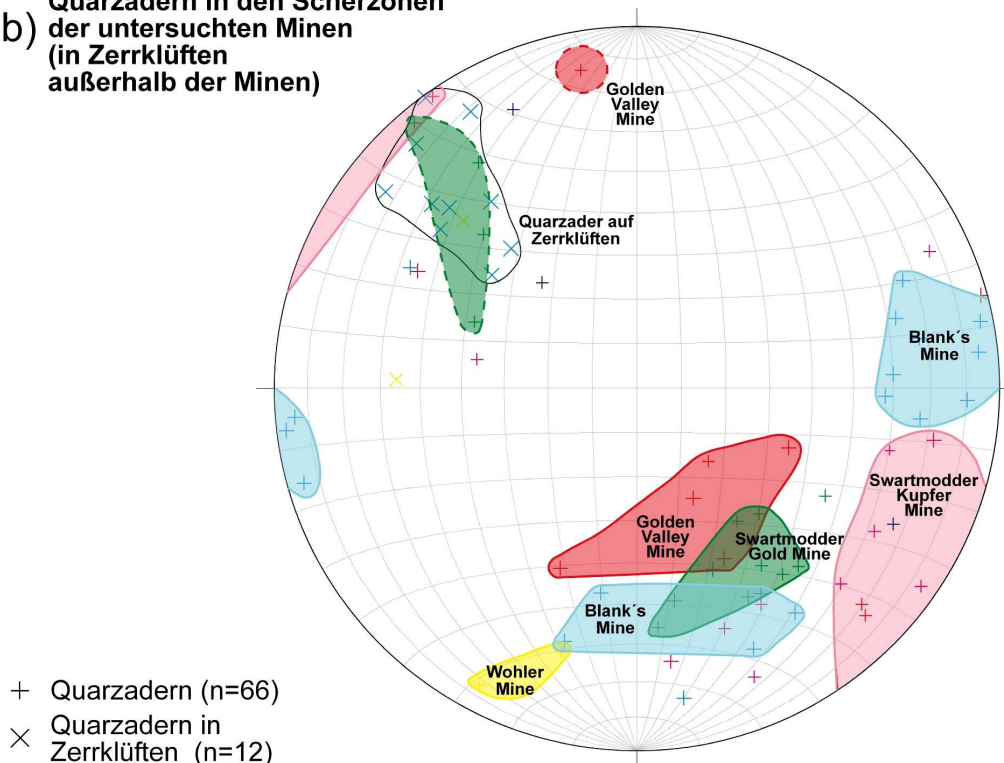 b)
Quarzadern in den Scherzonen
der untersuchten Minen
(in Zerrklüften
außerhalb der Minen)
Golden
Valley
Mine
Quarzader auf
Zerrklüften
Blank´s
Mine
Swartmodder
Kupfer
Mine
Golden
Valley
Mine
Swartmodder
Gold Mine
Blank´s
Mine
Wohler
Mine
Quarzadern (n=66)
Quarzadern in
Zerrklüften (n=12)